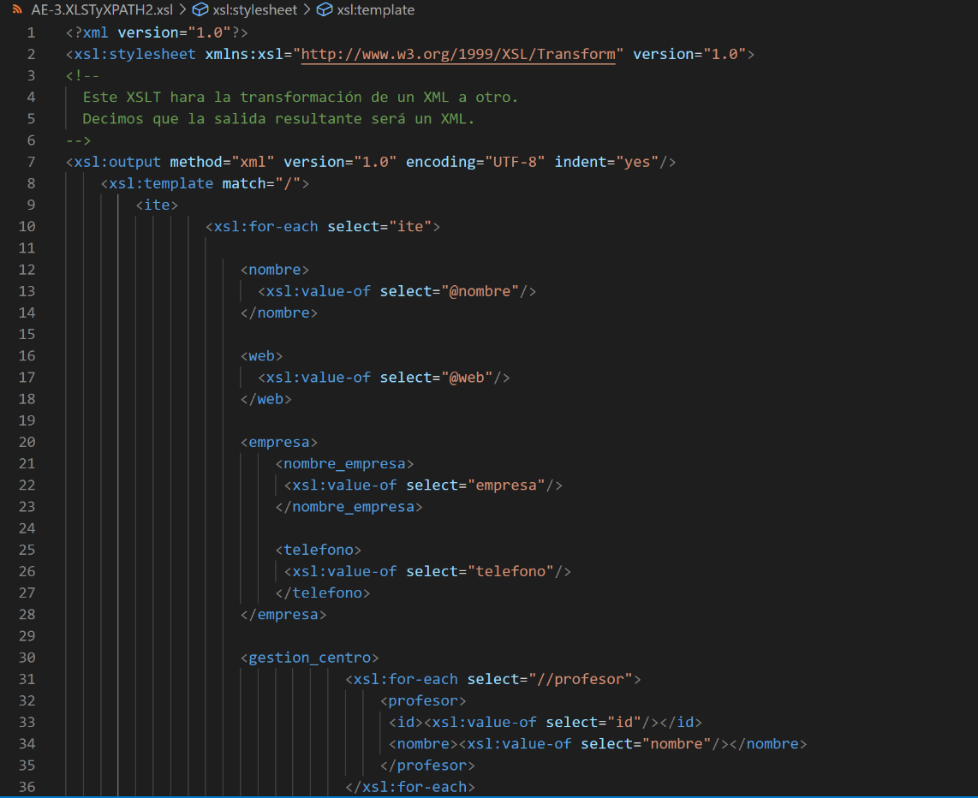 AE-3.XLSTyXPATH2.xsl > xsl:stylesheet > xsl:template
1 <?xml version="1.0"?>
2 <xsl:stylesheet xmlns:xsl="http://www.w3.org/1999/XSL/Transform" version="1.0">
3 <!--
4 Este XSLT hara la transformación de un XML a otro.
5 Decimos que la salida resultante será un XML.
6 -->
7 <xsl:output method="xml" version="1.0" encoding="UTF-8" indent="yes"/>
8 <xsl:template match="/">
9 <ite>
10 <xsl:for-each select="ite">
11
12 <nombre>
13 <xsl:value-of select="@nombre"/>
14 </nombre>
15
16 <web>
17 <xsl:value-of select="@web"/>
18 </web>
19
20 <empresa>
21 <nombre_empresa>
22 <xsl:value-of select="empresa"/>
23 </nombre_empresa>
24
25 <telefono>
26 <xsl:value-of select="telefono"/>
27 </telefono>
28 </empresa>
29
30 <gestion_centro>
31 <xsl:for-each select="//profesor">
32 <profesor>
33 <id><xsl:value-of select="id"/></id>
34 <nombre><xsl:value-of select="nombre"/></nombre>
35 </profesor>
36 </xsl:for-each>